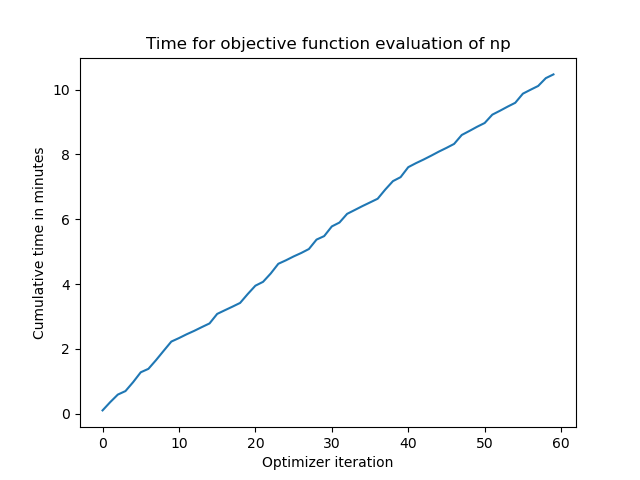 Time for objective function evaluation of np
Cumulative time in minutes
10
8
6
4
2
0
0 10 20 30 40 50 60
Optimizer iteration